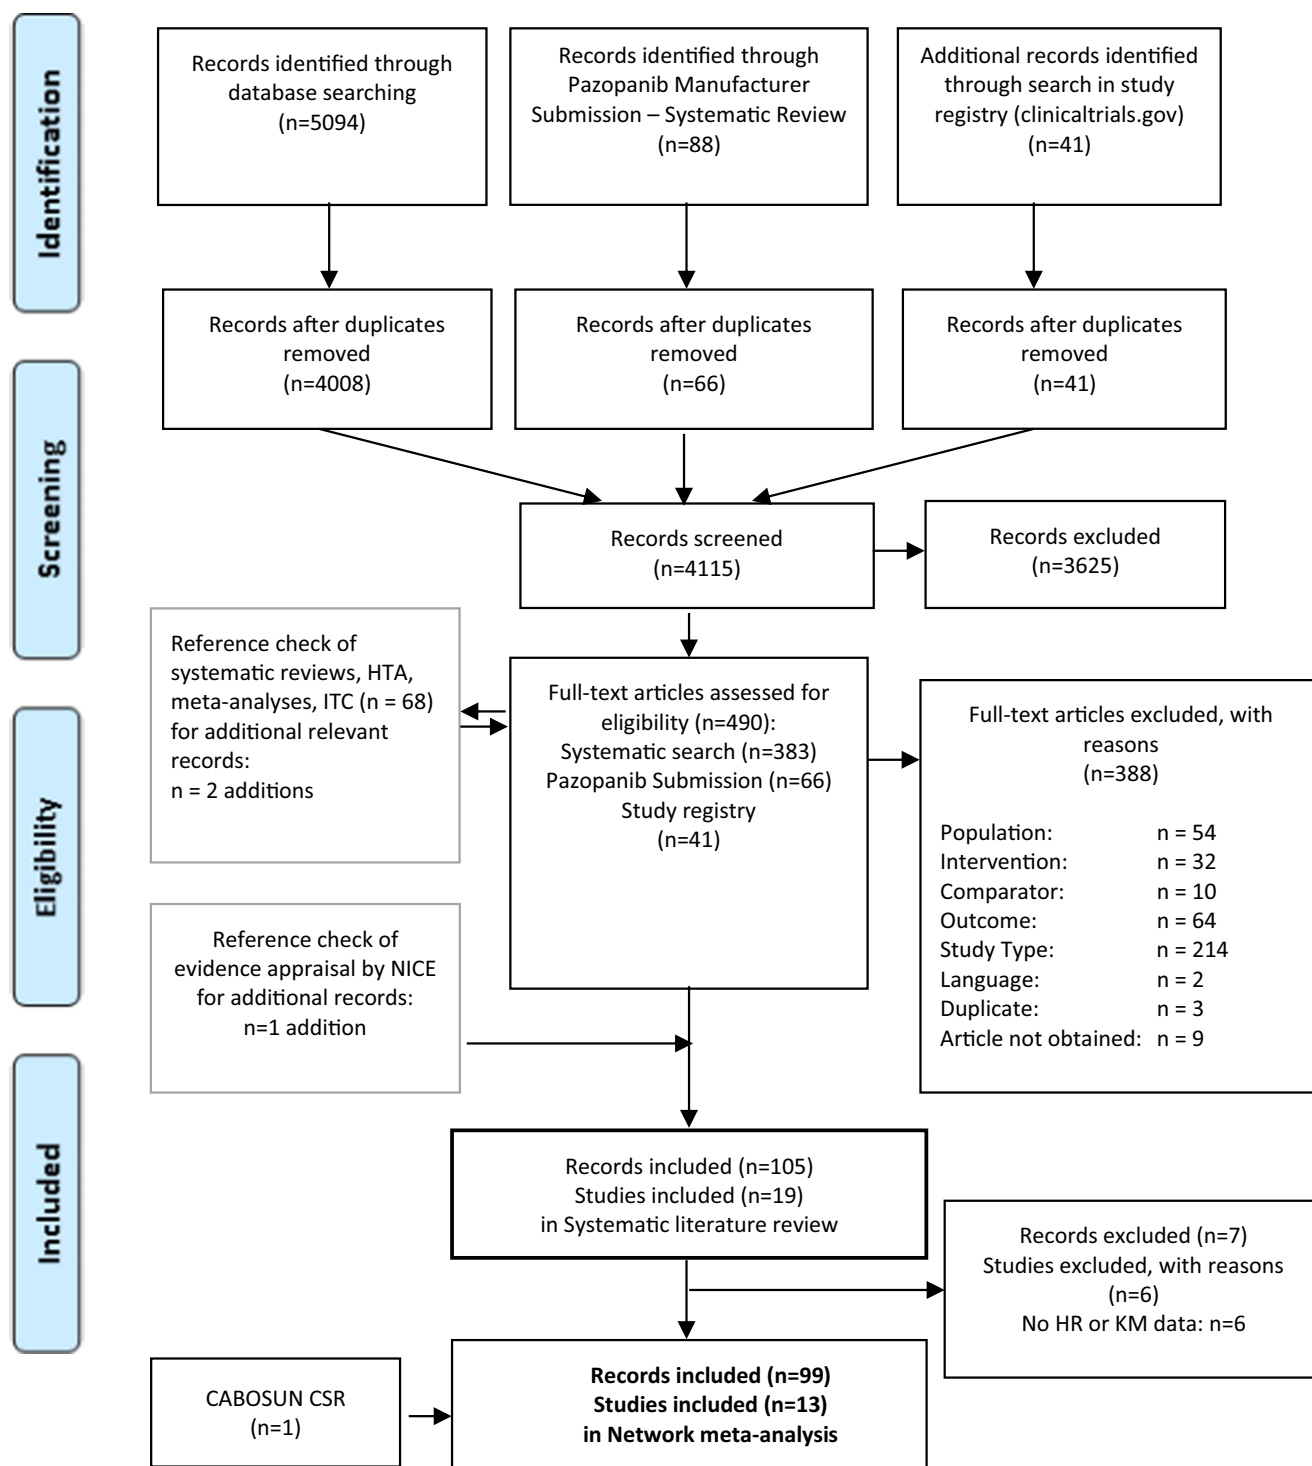 Identification
Records identified through
database searching
(n=5094)
Records identified through
Pazopanib Manufacturer
Submission – Systematic Review
(n=88)
Additional records identified
through search in study
registry (clinicaltrials.gov)
(n=41)
Records after duplicates
removed
(n=4008)
Records after duplicates
removed
(n=66)
Records after duplicates
removed
(n=41)
Screening
Records screened
(n=4115)
Records excluded
(n=3625)
Reference check of
systematic reviews, HTA,
meta-analyses, ITC (n = 68)
for additional relevant
records:
n = 2 additions
Full-text articles assessed for
eligibility (n=490):
Systematic search (n=383)
Pazopanib Submission (n=66)
Study registry
(n=41)
Full-text articles excluded, with
reasons
(n=388)
Population: n = 54
Intervention: n = 32
Comparator: n = 10
Outcome: n = 64
Study Type: n = 214
Language: n = 2
Duplicate: n = 3
Article not obtained: n = 9
Eligibility
Reference check of
evidence appraisal by NICE
for additional records:
n=1 addition
Included
Records included (n=105)
Studies included (n=19)
in Systematic literature review
Records excluded (n=7)
Studies excluded, with reasons
(n=6)
No HR or KM data: n=6
CABOSUN CSR
(n=1)
Records included (n=99)
Studies included (n=13)
in Network meta-analysis